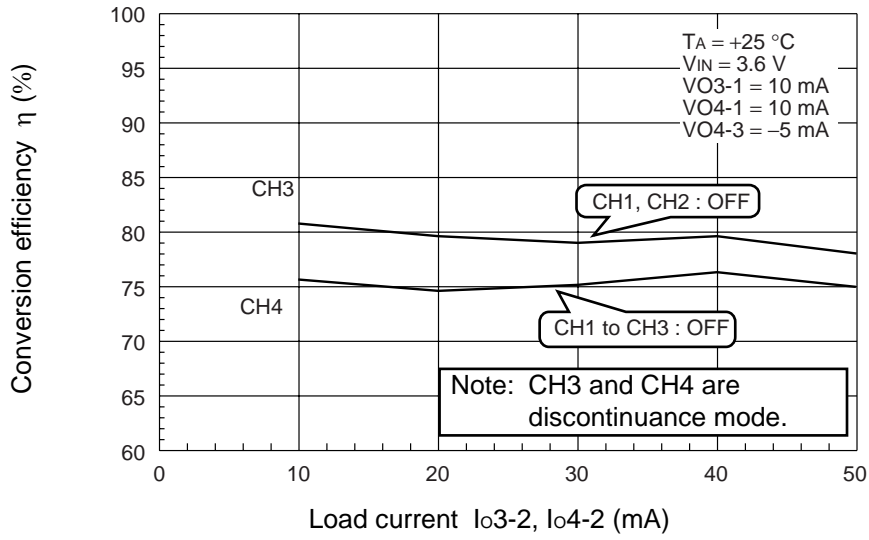 Conversion efficiency η (%)
100
95
90
85
80
75
70
65
60
TA = +25 °C
VIN = 3.6 V
VO3-1 = 10 mA
VO4-1 = 10 mA
VO4-3 = –5 mA
CH3
CH1, CH2 : OFF
CH4
CH1 to CH3 : OFF
Note: CH3 and CH4 are
discontinuance mode.
0 10 20 30 40 50
Load current IO3-2, IO4-2 (mA)